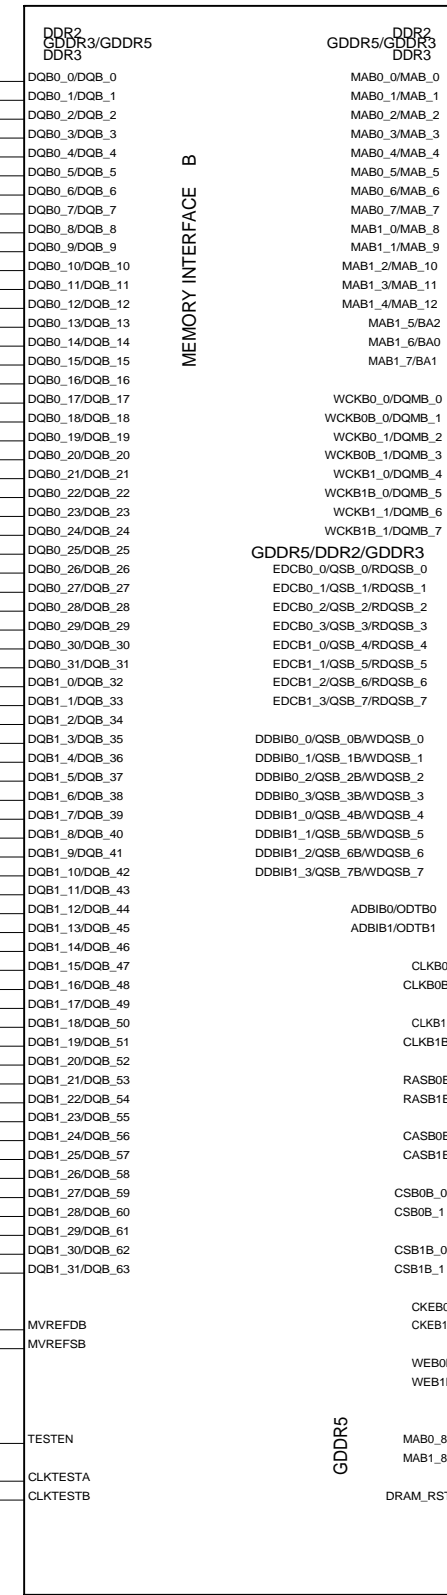 DDR2
GDDR3/GDDR5
DDR3
DQB0_0/DQB_0
DQB0_1/DQB_1
DQB0_2/DQB_2
DQB0_3/DQB_3
DQB0_4/DQB_4
DQB0_5/DQB_5
DQB0_6/DQB_6
DQB0_7/DQB_7
DQB0_8/DQB_8
DQB0_9/DQB_9
DQB0_10/DQB_10
DQB0_11/DQB_11
DQB0_12/DQB_12
DQB0_13/DQB_13
DQB0_14/DQB_14
DQB0_15/DQB_15
DQB0_16/DQB_16
DQB0_17/DQB_17
DQB0_18/DQB_18
DQB0_19/DQB_19
DQB0_20/DQB_20
DQB0_21/DQB_21
DQB0_22/DQB_22
DQB0_23/DQB_23
DQB0_24/DQB_24
DQB0_25/DQB_25
DQB0_26/DQB_26
DQB0_27/DQB_27
DQB0_28/DQB_28
DQB0_29/DQB_29
DQB0_30/DQB_30
DQB0_31/DQB_31
DQB1_0/DQB_32
DQB1_1/DQB_33
DQB1_2/DQB_34
DQB1_3/DQB_35
DQB1_4/DQB_36
DQB1_5/DQB_37
DQB1_6/DQB_38
DQB1_7/DQB_39
DQB1_8/DQB_40
DQB1_9/DQB_41
DQB1_10/DQB_42
DQB1_11/DQB_43
DQB1_12/DQB_44
DQB1_13/DQB_45
DQB1_14/DQB_46
DQB1_15/DQB_47
DQB1_16/DQB_48
DQB1_17/DQB_49
DQB1_18/DQB_50
DQB1_19/DQB_51
DQB1_20/DQB_52
DQB1_21/DQB_53
DQB1_22/DQB_54
DQB1_23/DQB_55
DQB1_24/DQB_56
DQB1_25/DQB_57
DQB1_26/DQB_58
DQB1_27/DQB_59
DQB1_28/DQB_60
DQB1_29/DQB_61
DQB1_30/DQB_62
DQB1_31/DQB_63
MVREFDB
MVREFSB
TESTEN
CLKTESTA
CLKTESTB
MEMORY INTERFACE B
DDR2
GDDR5/GDDR3
DDR3
MAB0_0/MAB_0
MAB0_1/MAB_1
MAB0_2/MAB_2
MAB0_3/MAB_3
MAB0_4/MAB_4
MAB0_5/MAB_5
MAB0_6/MAB_6
MAB0_7/MAB_7
MAB1_0/MAB_8
MAB1_1/MAB_9
MAB1_2/MAB_10
MAB1_3/MAB_11
MAB1_4/MAB_12
MAB1_5/BA2
MAB1_6/BA0
MAB1_7/BA1
WCKB0_0/DQMB_0
WCKB0B_0/DQMB_1
WCKB0_1/DQMB_2
WCKB0B_1/DQMB_3
WCKB1_0/DQMB_4
WCKB1B_0/DQMB_5
WCKB1_1/DQMB_6
WCKB1B_1/DQMB_7
GDDR5/DDR2/GDDR3
EDCB0_0/QSB_0/RDQSB_0
EDCB0_1/QSB_1/RDQSB_1
EDCB0_2/QSB_2/RDQSB_2
EDCB0_3/QSB_3/RDQSB_3
EDCB1_0/QSB_4/RDQSB_4
EDCB1_1/QSB_5/RDQSB_5
EDCB1_2/QSB_6/RDQSB_6
EDCB1_3/QSB_7/RDQSB_7
DDBIB0_0/QSB_0B/WDQSB_0
DDBIB0_1/QSB_1B/WDQSB_1
DDBIB0_2/QSB_2B/WDQSB_2
DDBIB0_3/QSB_3B/WDQSB_3
DDBIB1_0/QSB_4B/WDQSB_4
DDBIB1_1/QSB_5B/WDQSB_5
DDBIB1_2/QSB_6B/WDQSB_6
DDBIB1_3/QSB_7B/WDQSB_7
ADBIB0/ODTB0
ADBIB1/ODTB1
CLKB0
CLKB0B
CLKB1
CLKB1B
RASB0B
RASB1B
CASB0B
CASB1B
CSB0B_0
CSB0B_1
CSB1B_0
CSB1B_1
CKEB0
CKEB1
WEB0
WEB1
GDDR5
MAB0_8
MAB1_8
DRAM_RST